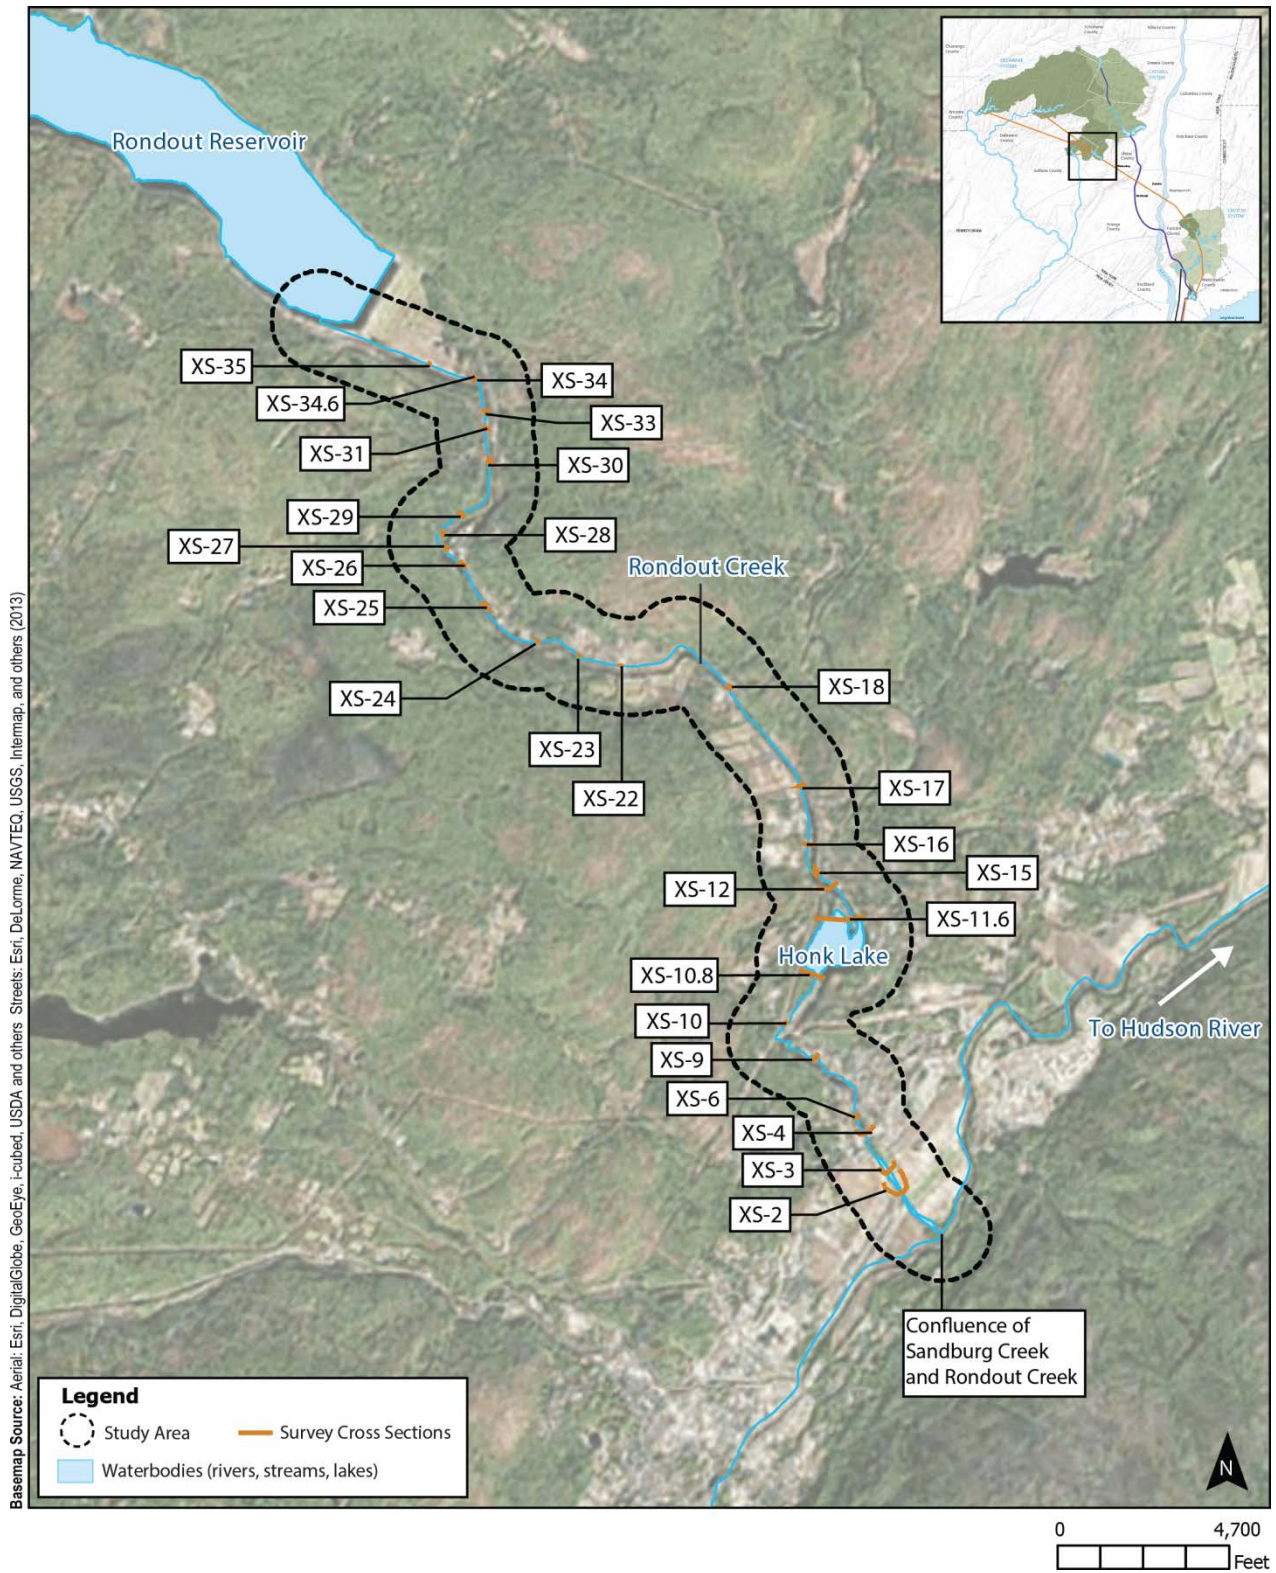 Rondout Reservoir
XS-35
XS-34
XS-34.6
XS-33
XS-31
XS-30
XS-29
XS-28
XS-27
XS-26
Rondout Creek
XS-25
XS-18
XS-24
XS-23
XS-22
XS-17
XS-16
XS-15
XS-12
XS-11.6
Honk Lake
XS-10.8
XS-10
To Hudson River
XS-9
XS-6
XS-4
XS-3
XS-2
Confluence of
Sandburg Creek
and Rondout Creek
Legend
Study Area
Survey Cross Sections
Waterbodies (rivers, streams, lakes)
N
0 4,700
Feet
Basemap Source: Aerial: Esri, DigitalGlobe, GeoEye, i-cubed, USDA and others Streets: Esri, DeLorme, NAVTEQ, USGS, Intermap, and others (2013)